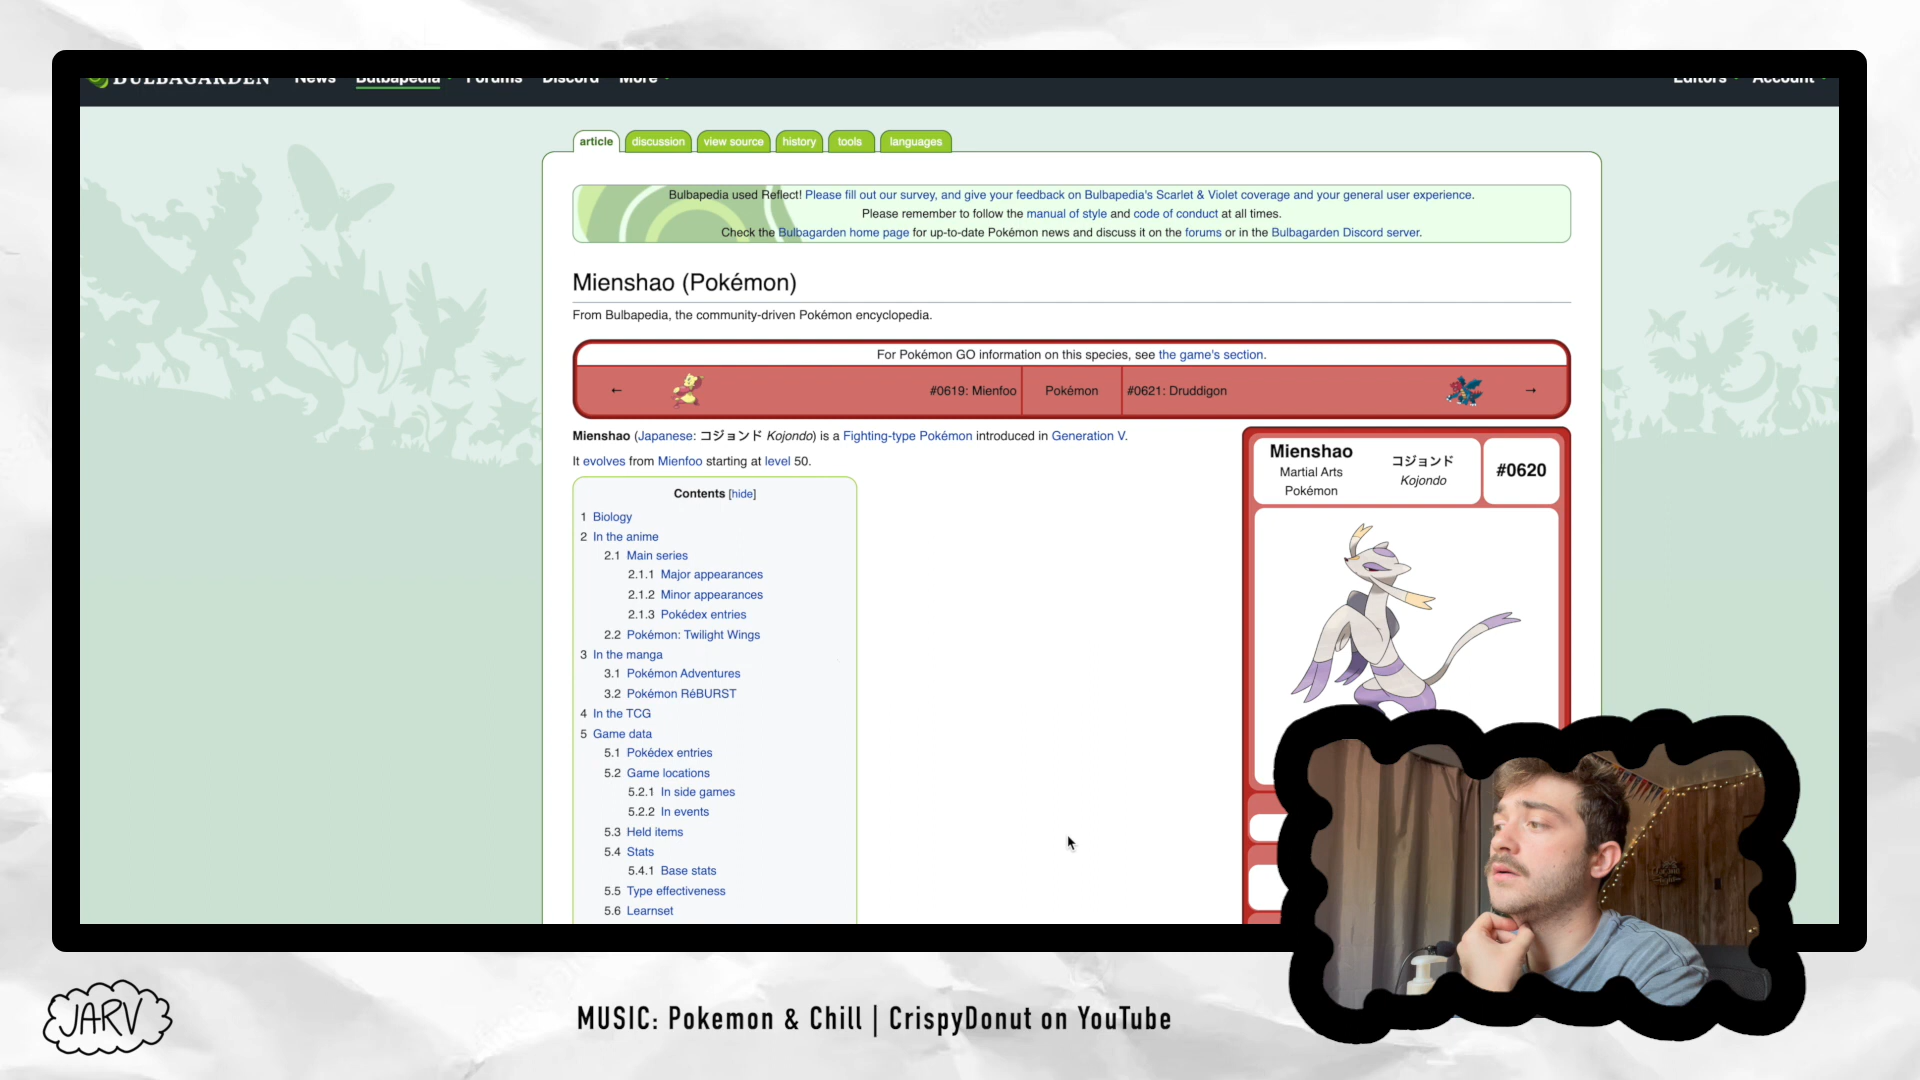 BULBAGARDEN News Bulbapedia Forums Discord More Editors Account
article discussion view source history tools languages
Bulbapedia used Reflect! Please fill out our survey, and give your feedback on Bulbapedia's Scarlet & Violet coverage and your general user experience.
Please remember to follow the manual of style and code of conduct at all times.
Check the Bulbagarden home page for up-to-date Pokémon news and discuss it on the forums or in the Bulbagarden Discord server.
Mienshao (Pokémon)
From Bulbapedia, the community-driven Pokémon encyclopedia.
For Pokémon GO information on this species, see the game's section.
← #0619: Mienfoo Pokémon #0621: Druddigon →
Mienshao (Japanese: コジョンド Kojondo) is a Fighting-type Pokémon introduced in Generation V.
It evolves from Mienfoo starting at level 50.
Contents [hide]
1 Biology
2 In the anime
2.1 Main series
2.1.1 Major appearances
2.1.2 Minor appearances
2.1.3 Pokédex entries
2.2 Pokémon: Twilight Wings
3 In the manga
3.1 Pokémon Adventures
3.2 Pokémon RéBURST
4 In the TCG
5 Game data
5.1 Pokédex entries
5.2 Game locations
5.2.1 In side games
5.2.2 In events
5.3 Held items
5.4 Stats
5.4.1 Base stats
5.5 Type effectiveness
5.6 Learnset
Mienshao
Martial Arts
Pokémon
コジョンド
Kojondo
#0620
JARV
MUSIC: Pokemon & Chill | CrispyDonut on YouTube